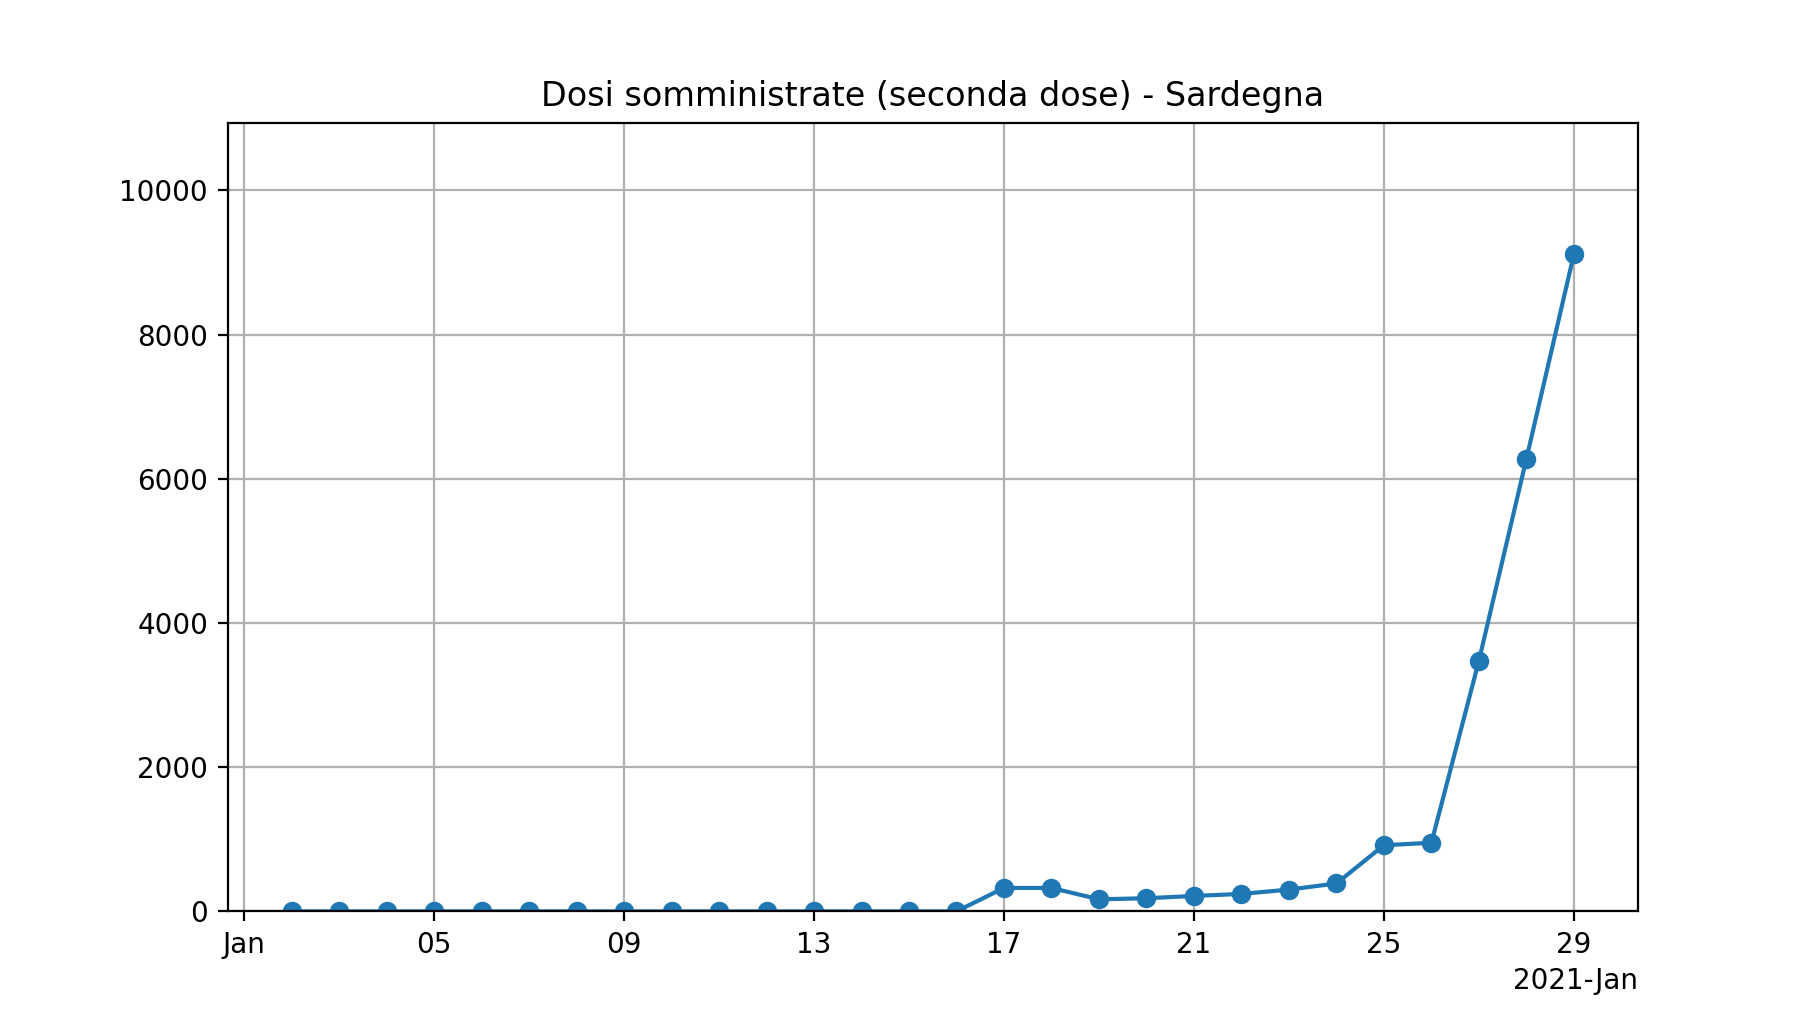 Dosi somministrate (seconda dose) - Sardegna
10000
8000
6000
4000
2000
0
Jan 05 09 13 17 21 25 29
2021-Jan